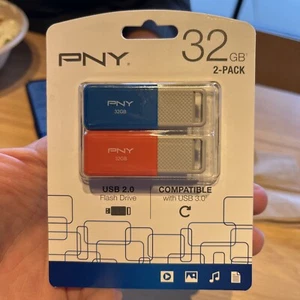 PNY
32GB
2-PACK
PNY
32GB
PNY
32GB
USB 2.0
Flash Drive
COMPATIBLE
with USB 3.0